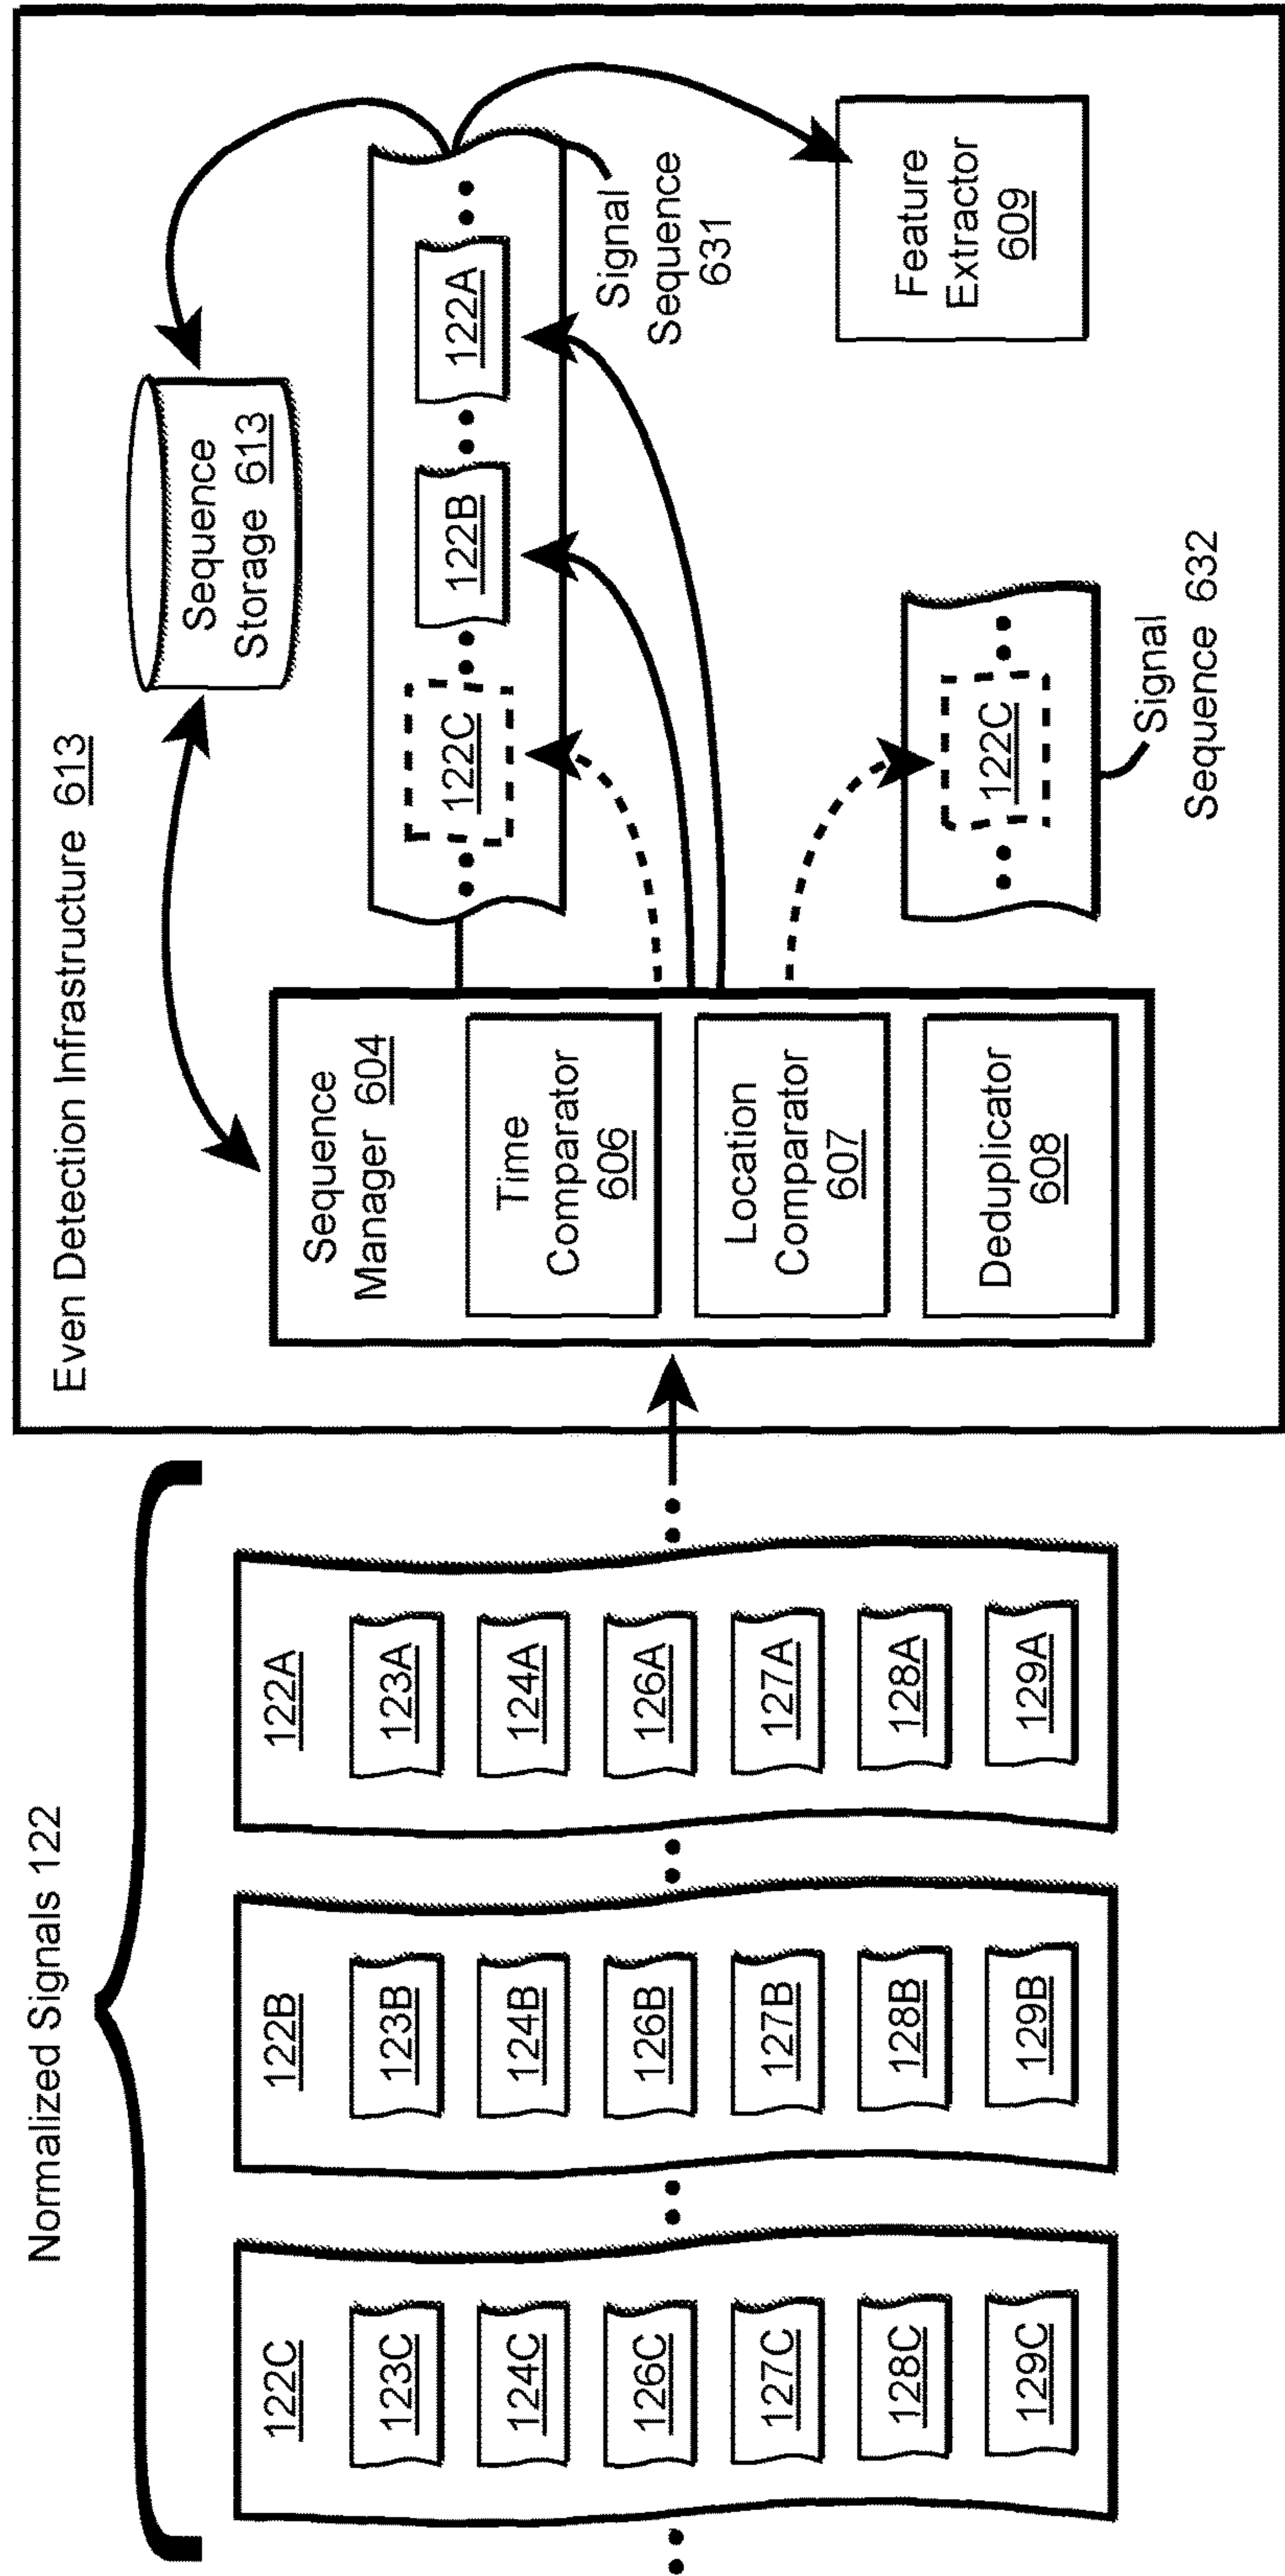 Normalized Signals 122
122C
123C
124C
126C
127C
128C
129C
122B
123B
124B
126B
127B
128B
129B
122A
123A
124A
126A
127A
128A
129A
Even Detection Infrastructure 613
Sequence
Manager 604
Time
Comparator
606
Location
Comparator
607
Deduplicator
608
Sequence
Storage 613
122C
122B
122A
Signal
Sequence
631
122C
Signal
Sequence 632
Feature
Extractor
609